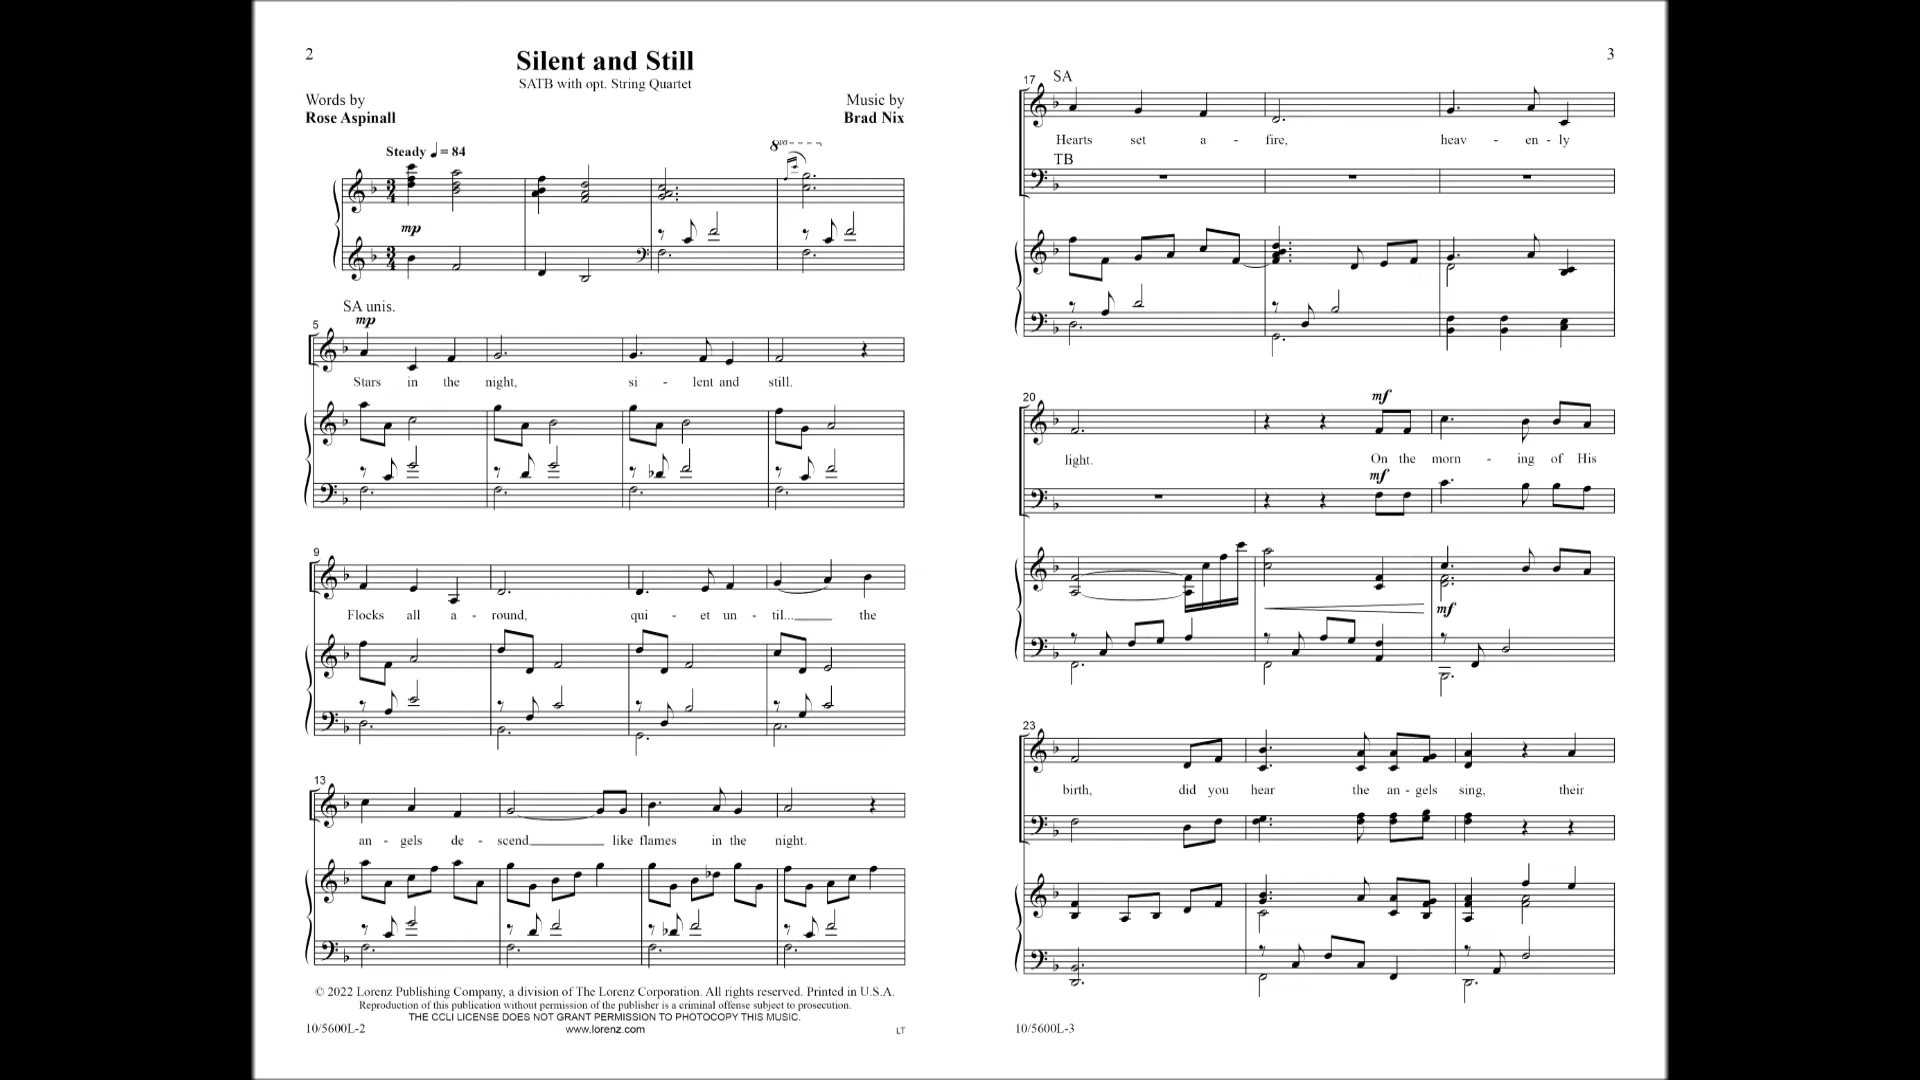 2
Silent and Still
SATB with opt. String Quartet
Words by
Rose Aspinall
Music by
Brad Nix
Steady ♩ = 84
8va
mp
SA unis.
mp
5
Stars in the night, si - lent and still.
9
Flocks all a - round, qui - et un - til... the
13
an - gels de - scend like flames in the night.
© 2022 Lorenz Publishing Company, a division of The Lorenz Corporation. All rights reserved. Printed in U.S.A.
Reproduction of this publication without permission of the publisher is a criminal offense subject to prosecution.
THE CCLI LICENSE DOES NOT GRANT PERMISSION TO PHOTOCOPY THIS MUSIC.
www.lorenz.com
10/5600L-2
LT
3
17
SA
Hearts set a - fire, heav - en - ly
TB
20
mf
light. On the morn - ing of His
mf
mf
23
birth, did you hear the an - gels sing, their
10/5600L-3